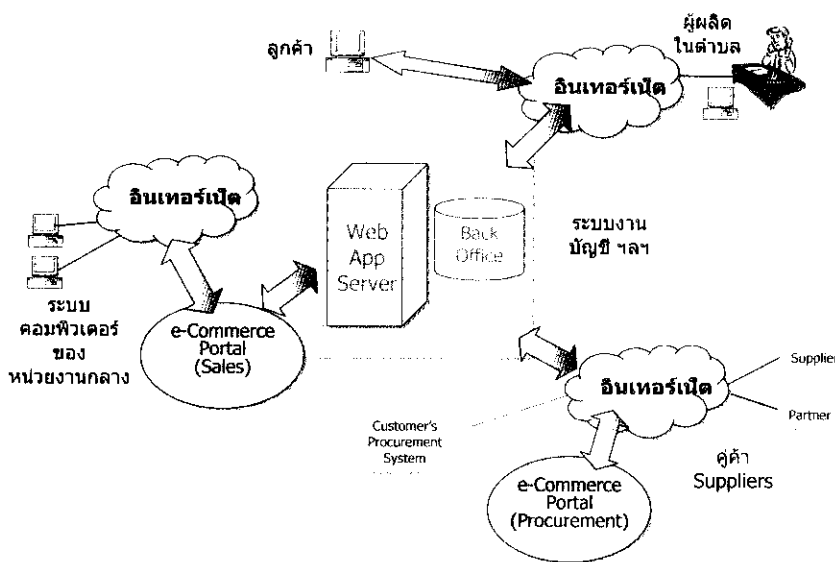 ผู้ผลิต
ในตำบล
ลูกค้า
อินเทอร์เน็ต
อินเทอร์เน็ต
Web
App
Server
Back
Office
ระบบงาน
บัญชี ฯลฯ
ระบบ
คอมพิวเตอร์
ของ
หน่วยงานกลาง
e-Commerce
Portal
(Sales)
อินเทอร์เน็ต
Supplier
Partner
Customer's
Procurement
System
คู่ค้า
Suppliers
e-Commerce
Portal
(Procurement)